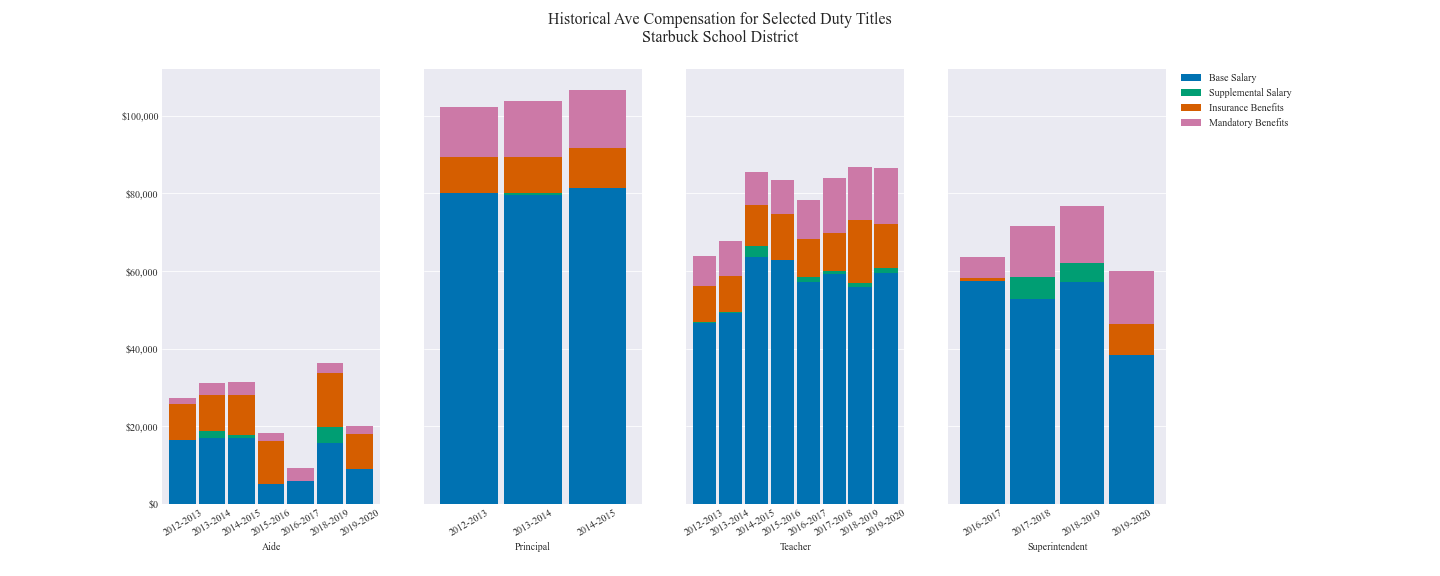 Historical Ave Compensation for Selected Duty Titles
Starbuck School District
Base Salary
Supplemental Salary
Insurance Benefits
Mandatory Benefits
$100,000
$80,000
$60,000
$40,000
$20,000
$0
2012-2013
2013-2014
2014-2015
2015-2016
2016-2017
2018-2019
2019-2020
Aide
2012-2013
2013-2014
2014-2015
Principal
2012-2013
2013-2014
2014-2015
2015-2016
2016-2017
2017-2018
2018-2019
2019-2020
Teacher
2016-2017
2017-2018
2018-2019
2019-2020
Superintendent